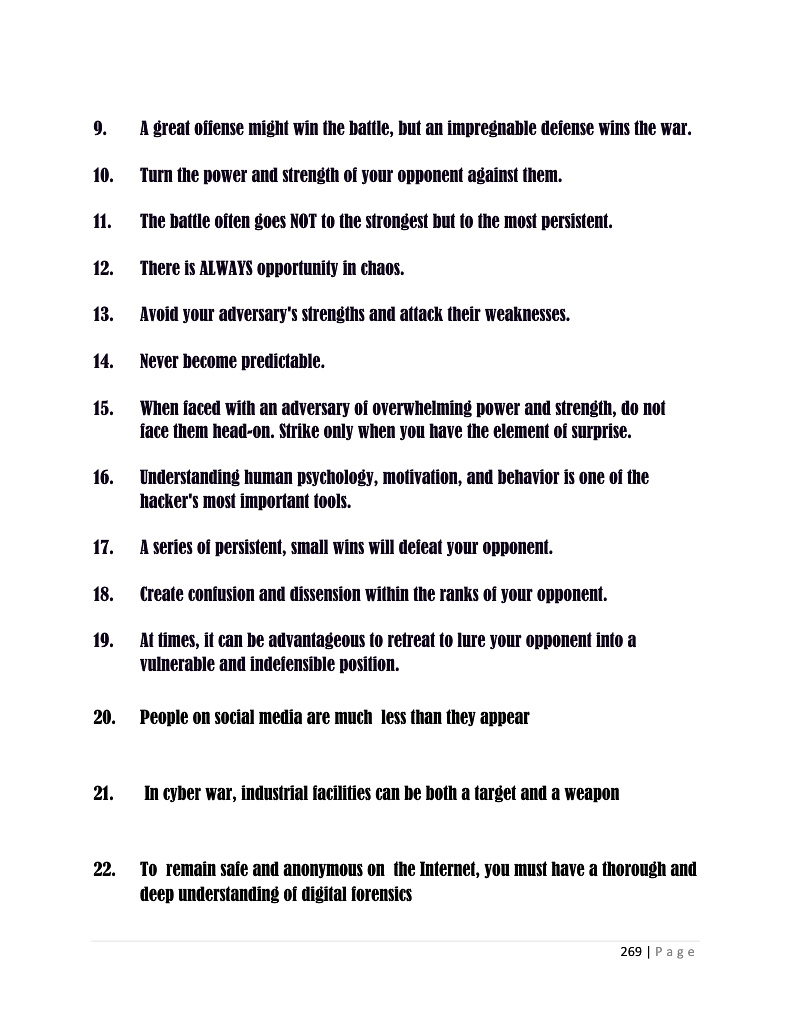 9. A great offense might win the battle, but an impregnable defense wins the war.
10. Turn the power and strength of your opponent against them.
11. The battle often goes NOT to the strongest but to the most persistent.
12. There is ALWAYS opportunity in chaos.
13. Avoid your adversary's strengths and attack their weaknesses.
14. Never become predictable.
15. When faced with an adversary of overwhelming power and strength, do not
face them head-on. Strike only when you have the element of surprise.
16. Understanding human psychology, motivation, and behavior is one of the
hacker's most important tools.
17. A series of persistent, small wins will defeat your opponent.
18. Create confusion and dissension within the ranks of your opponent.
19. At times, it can be advantageous to retreat to lure your opponent into a
vulnerable and indefensible position.
20. People on social media are much less than they appear
21. In cyber war, industrial facilities can be both a target and a weapon
22. To remain safe and anonymous on the Internet, you must have a thorough and
deep understanding of digital forensics
269 | Page